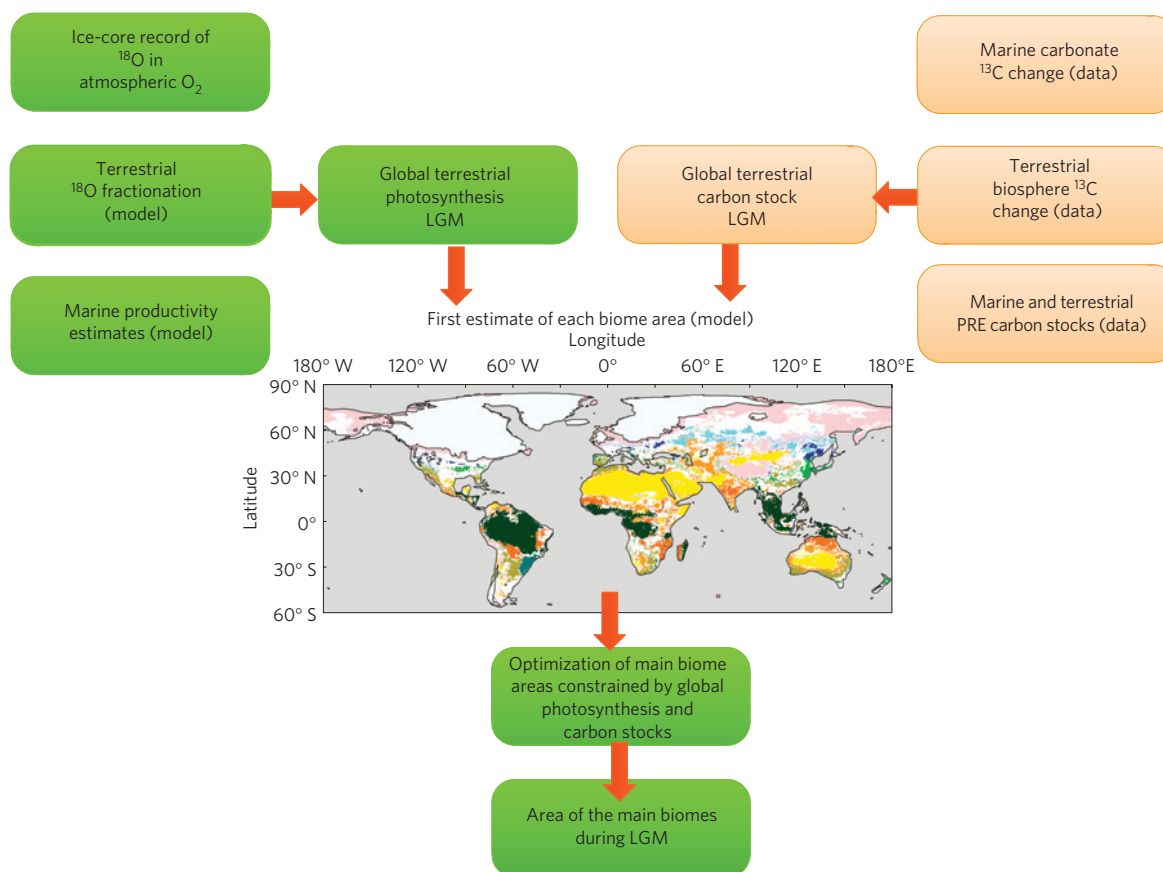 Ice-core record of
¹⁸O in
atmospheric O₂
Marine carbonate
¹³C change (data)
Terrestrial
¹⁸O fractionation
(model)
Global terrestrial
photosynthesis
LGM
Global terrestrial
carbon stock
LGM
Terrestrial
biosphere ¹³C
change (data)
Marine productivity
estimates (model)
Marine and terrestrial
PRE carbon stocks (data)
First estimate of each biome area (model)
Longitude
180° W 120° W 60° W 0° 60° E 120° E 180°E
90° N
60° N
30° N
0°
30° S
60° S
Latitude
Optimization of main biome
areas constrained by global
photosynthesis and
carbon stocks
Area of the main biomes
during LGM